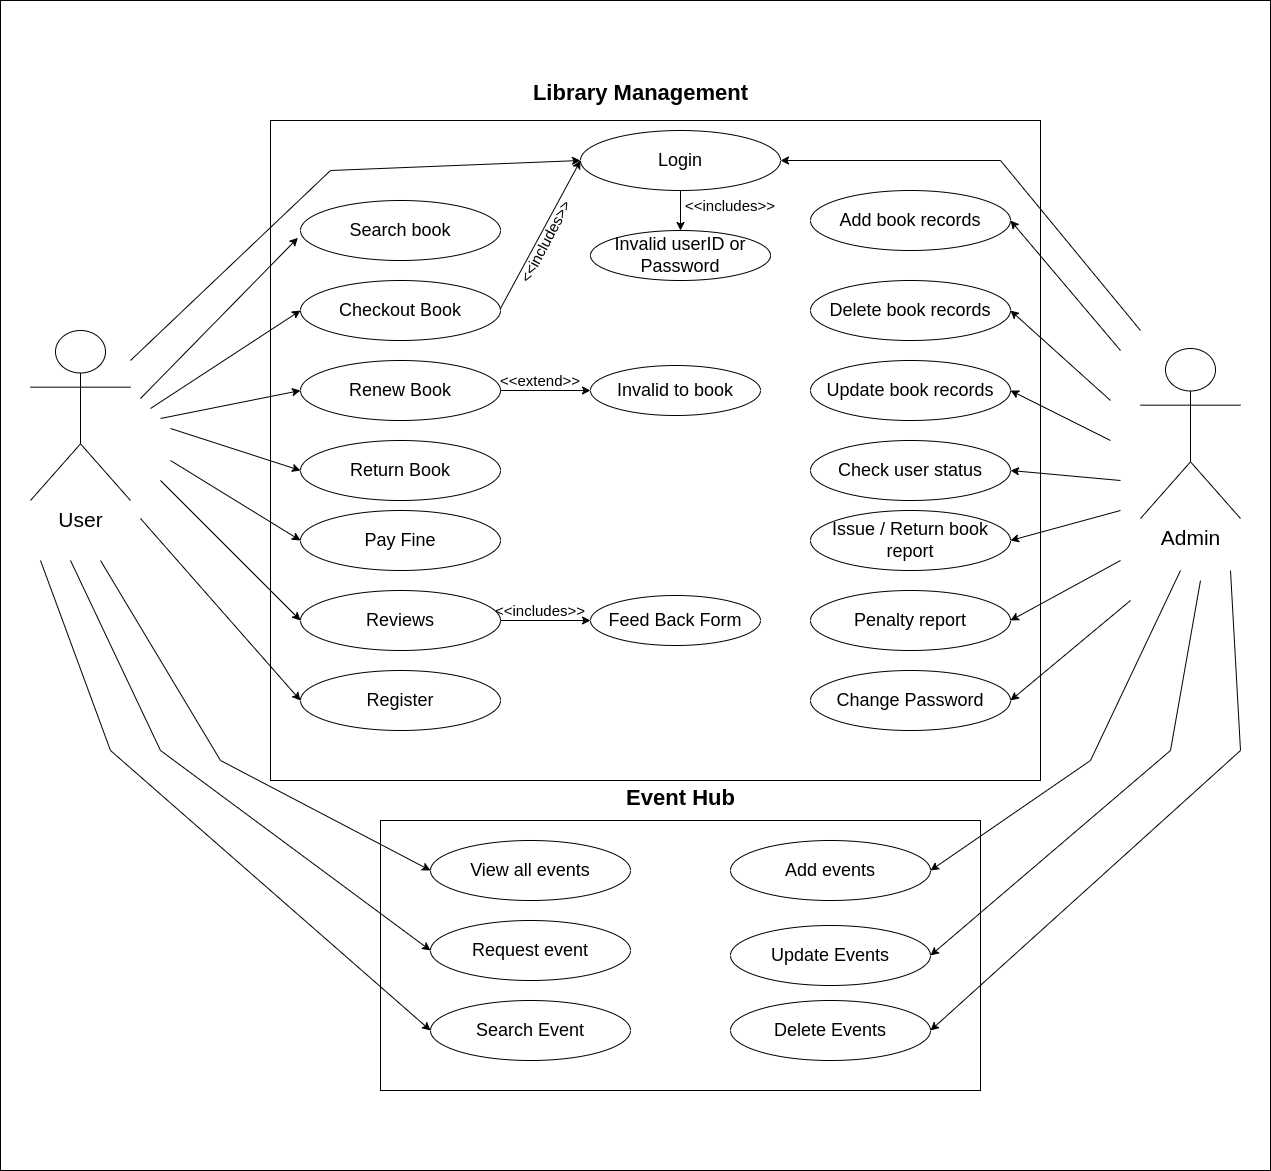 Library Management
Login
<<includes>>
Search book
Add book records
<<includes>>
Invalid userID or
Password
Checkout Book
Delete book records
Renew Book
<<extend>>
Invalid to book
Update book records
Return Book
Check user status
User
Pay Fine
Issue / Return book
report
Admin
Reviews
<<includes>>
Feed Back Form
Penalty report
Register
Change Password
Event Hub
View all events
Add events
Request event
Update Events
Search Event
Delete Events